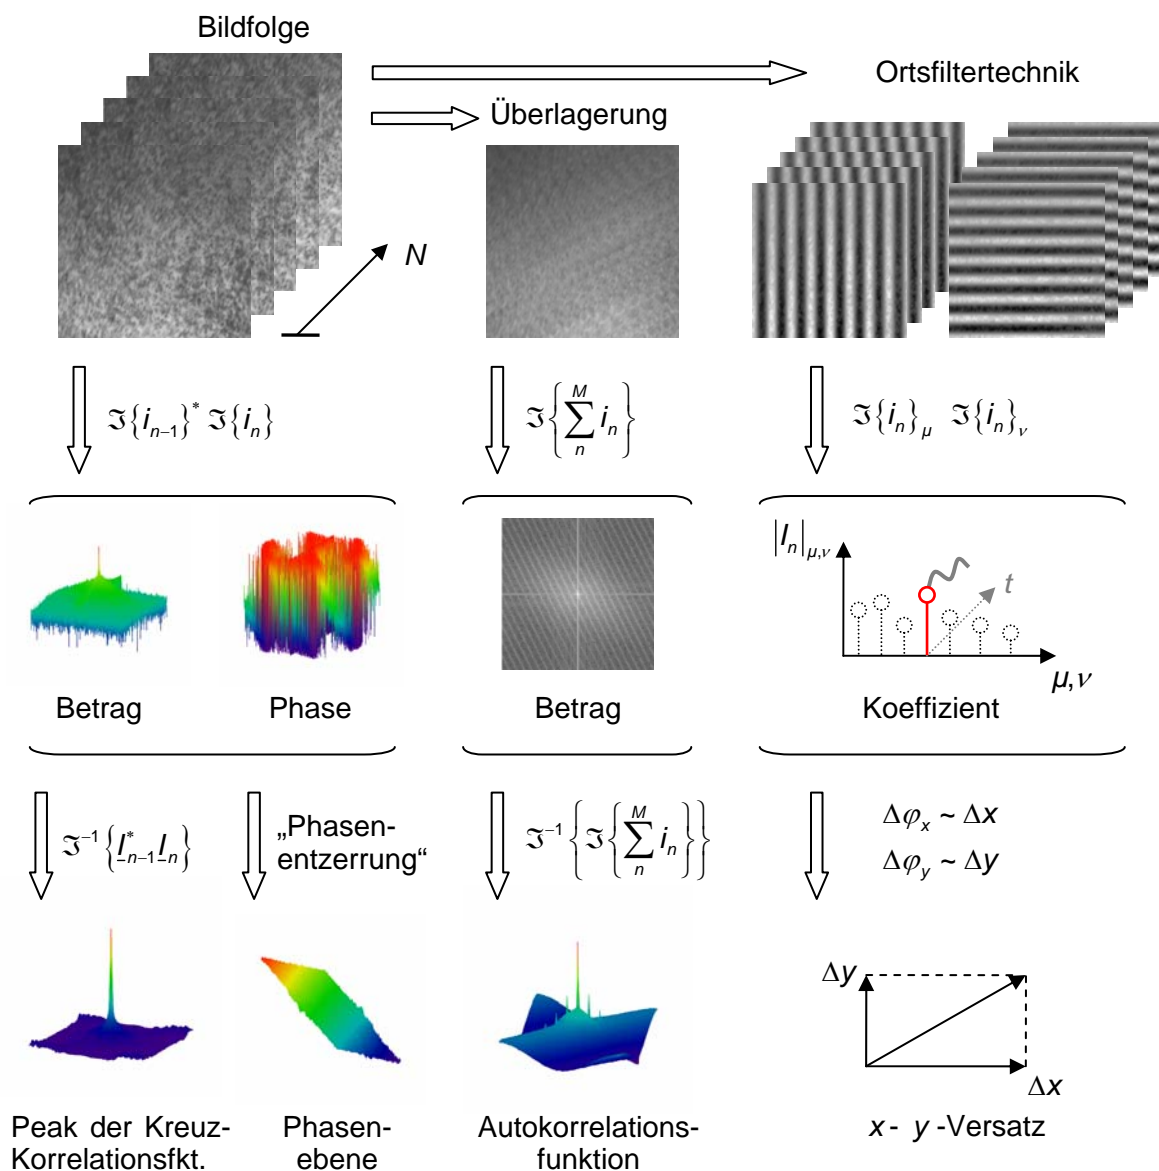 Bildfolge
Ortsfiltertechnik
Überlagerung
N
ℑ{i_{n−1}}^* ℑ{i_n}
ℑ{∑_n^M i_n}
ℑ{i_n}_μ ℑ{i_n}_ν
|I_n|_{μ,ν}
t
μ,ν
Betrag
Phase
Betrag
Koeffizient
ℑ^{−1}{I^*_{n−1} I_n}
„Phasen-
entzerrung“
ℑ^{−1}{ℑ{∑_n^M i_n}}
Δφ_x ~ Δx
Δφ_y ~ Δy
Δy
Δx
Peak der Kreuz-
Korrelationsfkt.
Phasen-
ebene
Autokorrelations-
funktion
x - y -Versatz